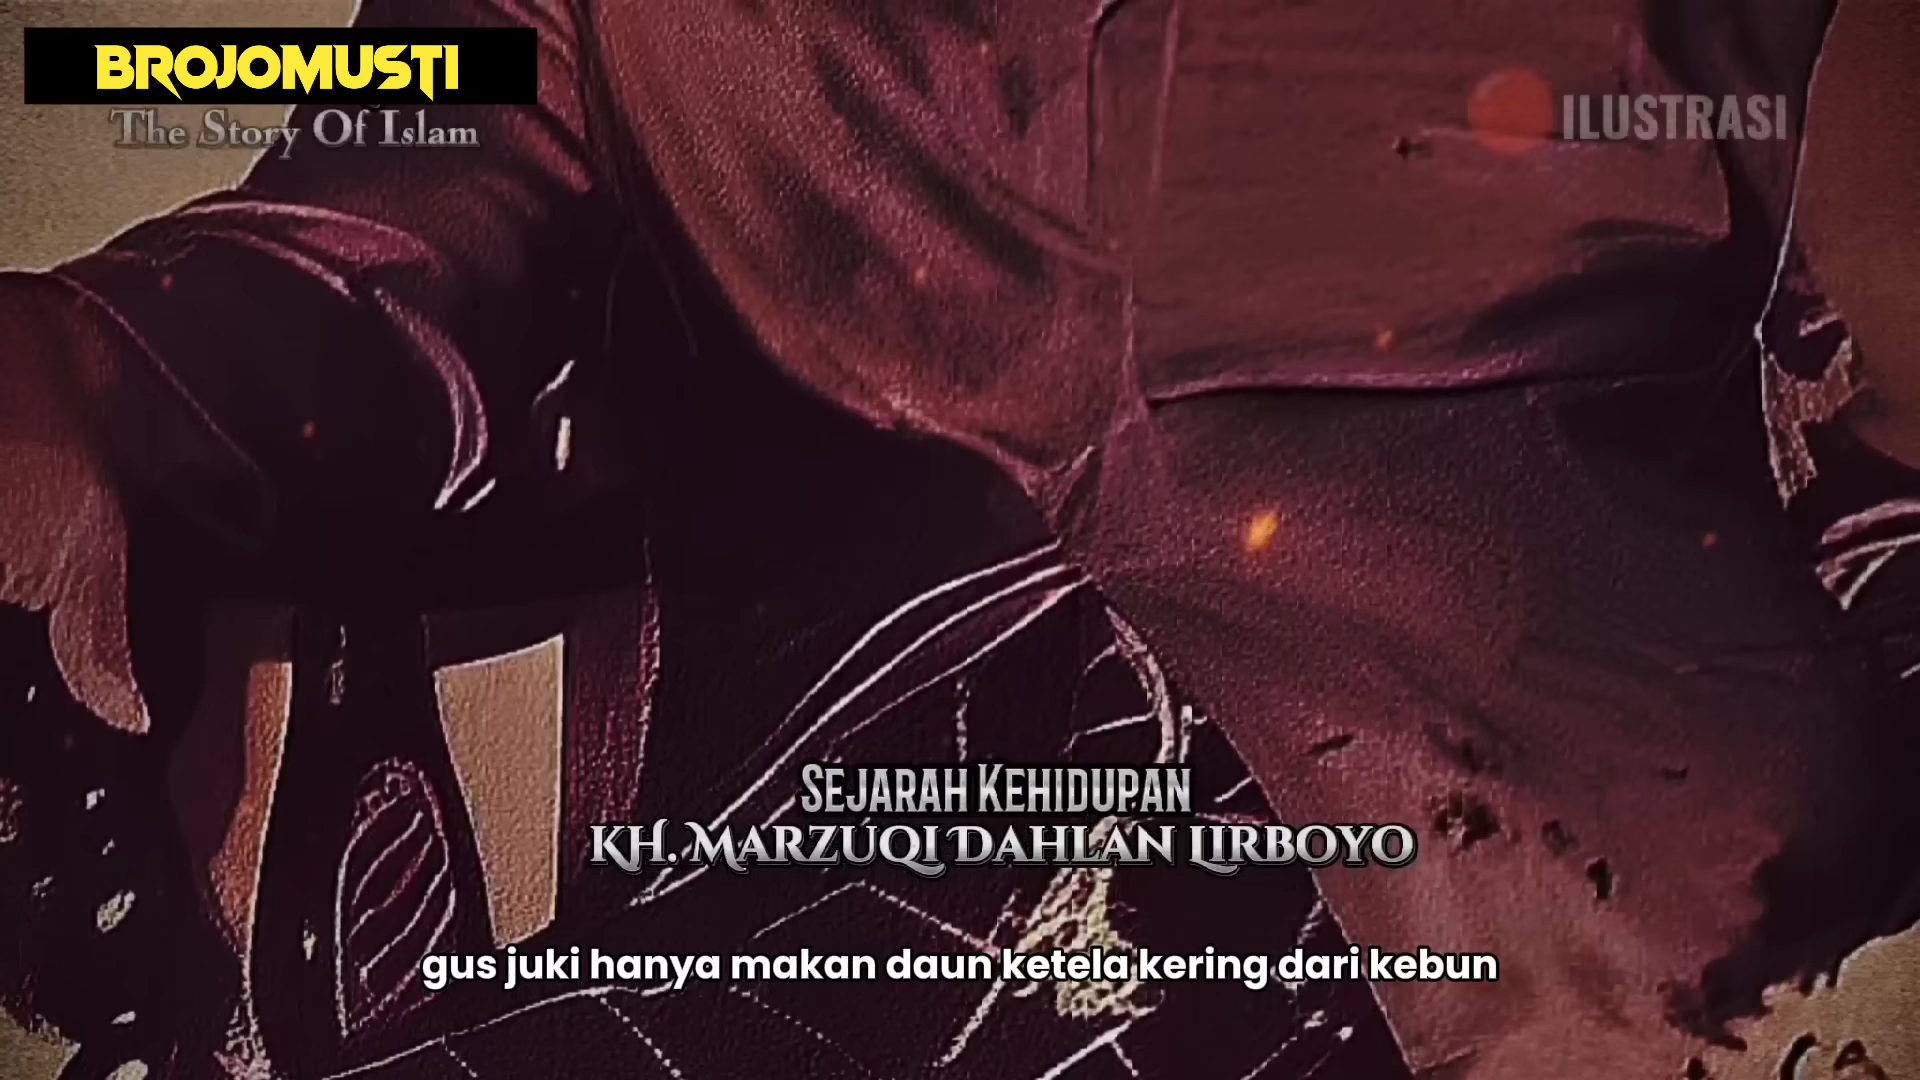 BROJOMUSTI
The Story Of Islam
ILUSTRASI
SEJARAH KEHIDUPAN
KH. MARZUQI DAHLAN LIRBOYO
gus juki hanya makan daun ketela kering dari kebun